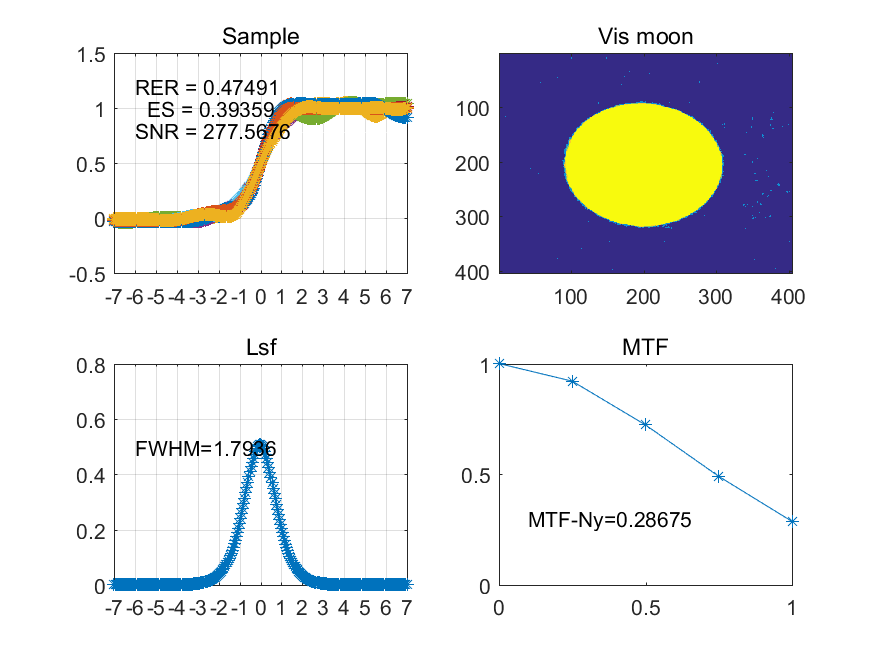 Sample
1.5
1
0.5
0
-0.5
RER = 0.47491
ES = 0.39359
SNR = 277.5676
-7 -6 -5 -4 -3 -2 -1 0 1 2 3 4 5 6 7
Vis moon
100
200
300
400
100 200 300 400
Lsf
0.8
0.6
0.4
0.2
0
FWHM=1.7936
-7 -6 -5 -4 -3 -2 -1 0 1 2 3 4 5 6 7
MTF
1
0.5
0
MTF-Ny=0.28675
0 0.5 1